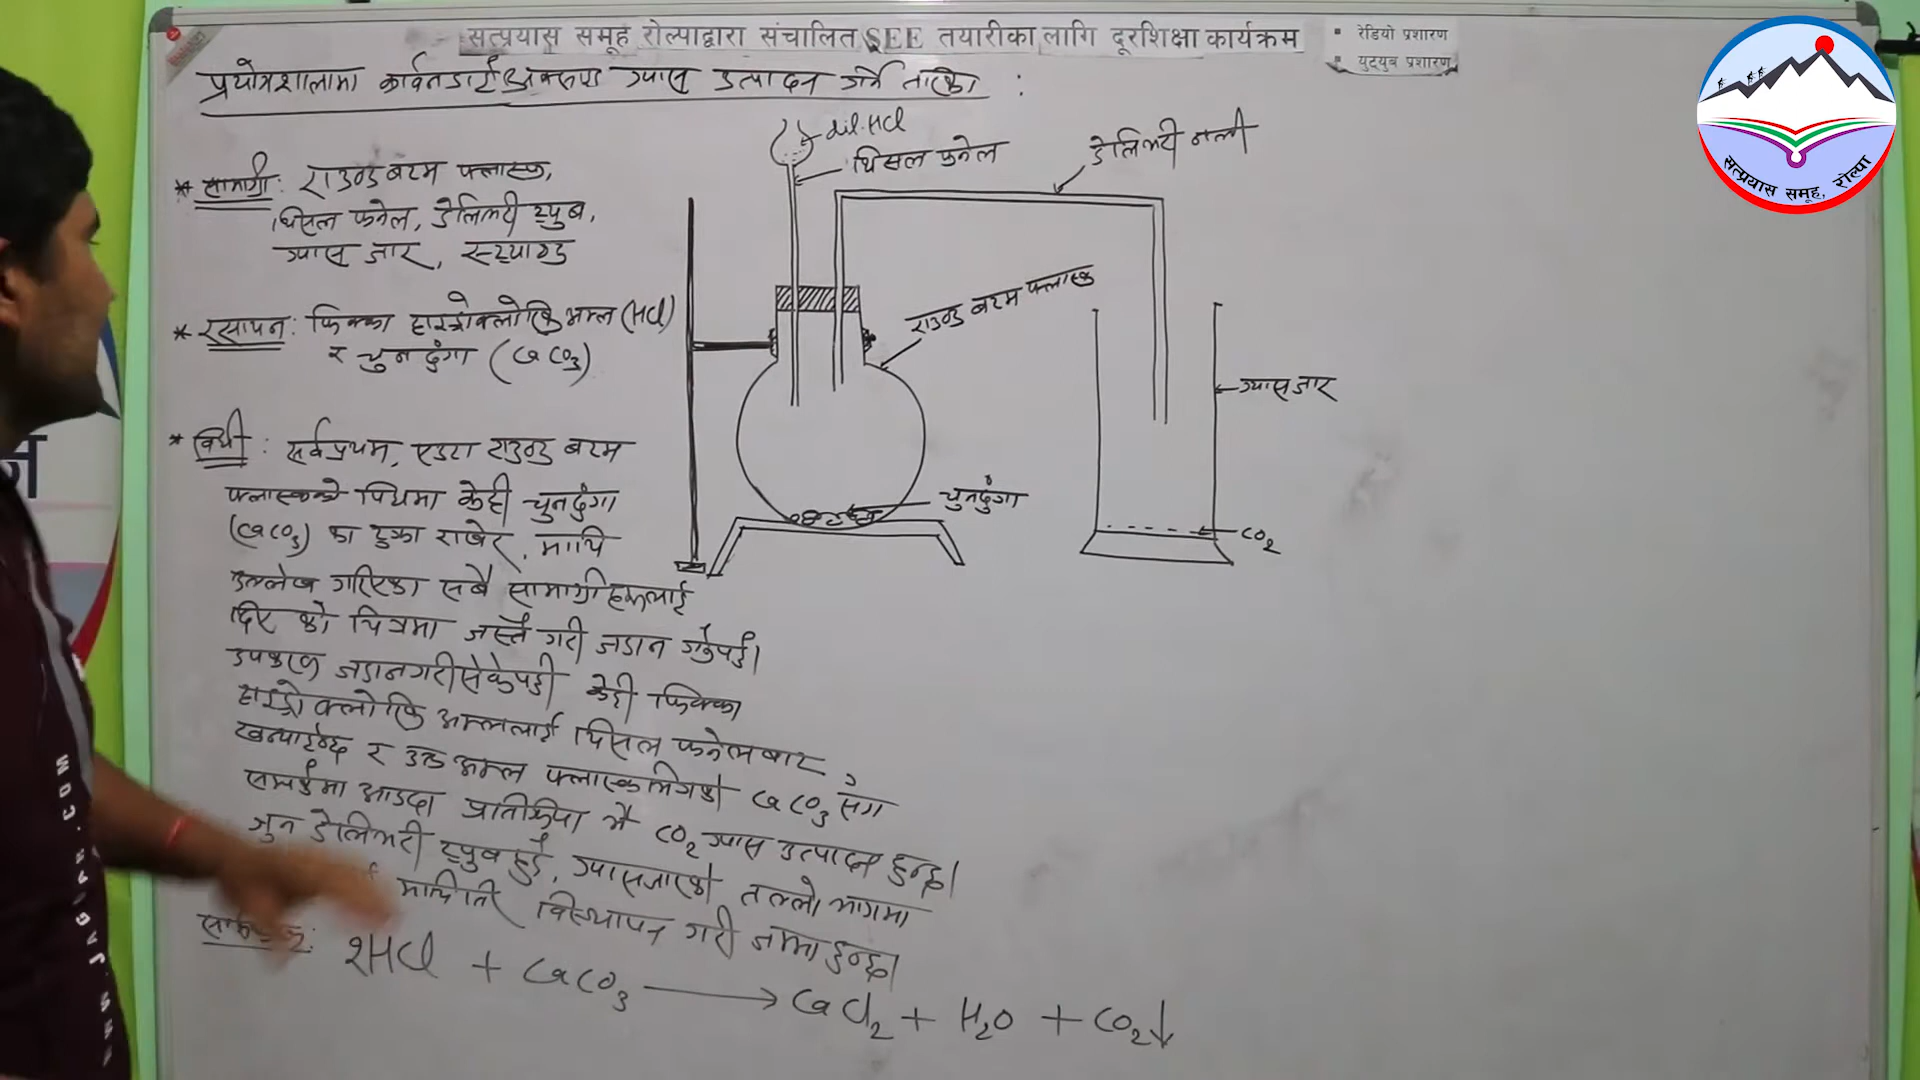 सत्प्रयास समूह रोल्पाद्वारा संचालित SEE तयारीका लागि दूरशिक्षा कार्यक्रम
रेडियो प्रशारण
युट्युब प्रशारण
प्रयोगशालामा कार्वनडाईअक्साइड ग्यास उत्पादन गर्ने तरिका :
* सामाग्री: राउण्ड बटम फ्लास्क,
थिसल फनेल, डेलिभरी ट्युब,
ग्यास जार, स्ट्याण्ड
* रसायन: फिक्का हाइड्रोक्लोरिक अम्ल (HCl)
र चुनढुंगा (CaCO3)
* विधी : सर्वप्रथम, एउटा राउण्ड बटम
फ्लास्कको पिधमा केही चुनढुंगा
(CaCO3) का टुक्रा राखेर, माथि
उल्लेख गरिएका सबै सामाग्रीहरूलाई
दिएको चित्रमा जस्तै गरी जडान गर्नुपर्छ।
उपकरण जडानगरीसकेपछी केही फिक्का
हाइड्रोक्लोरिक अम्ललाई थिसल फनेलबाट
खन्याईन्छ र उक्त अम्ल फ्लास्कभित्रको CaCO3 सँग
सम्पर्कमा आउदा प्रतिक्रिया भै CO2 ग्यास उत्पादन हुन्छ।
जुन डेलिभरी ट्युब हुदै, ग्यासजारको तल्लो भागमा
माथितिर विस्थापन गरी जम्मा हुन्छ।
2HCl + CaCO3 → CaCl2 + H2O + CO2↓
dil. HCl
थिसल फनेल
डेलिभरी नली
राउण्ड बटम फ्लास्क
ग्यास जार
चुनढुंगा
CO2
सत्प्रयास समूह, रोल्पा